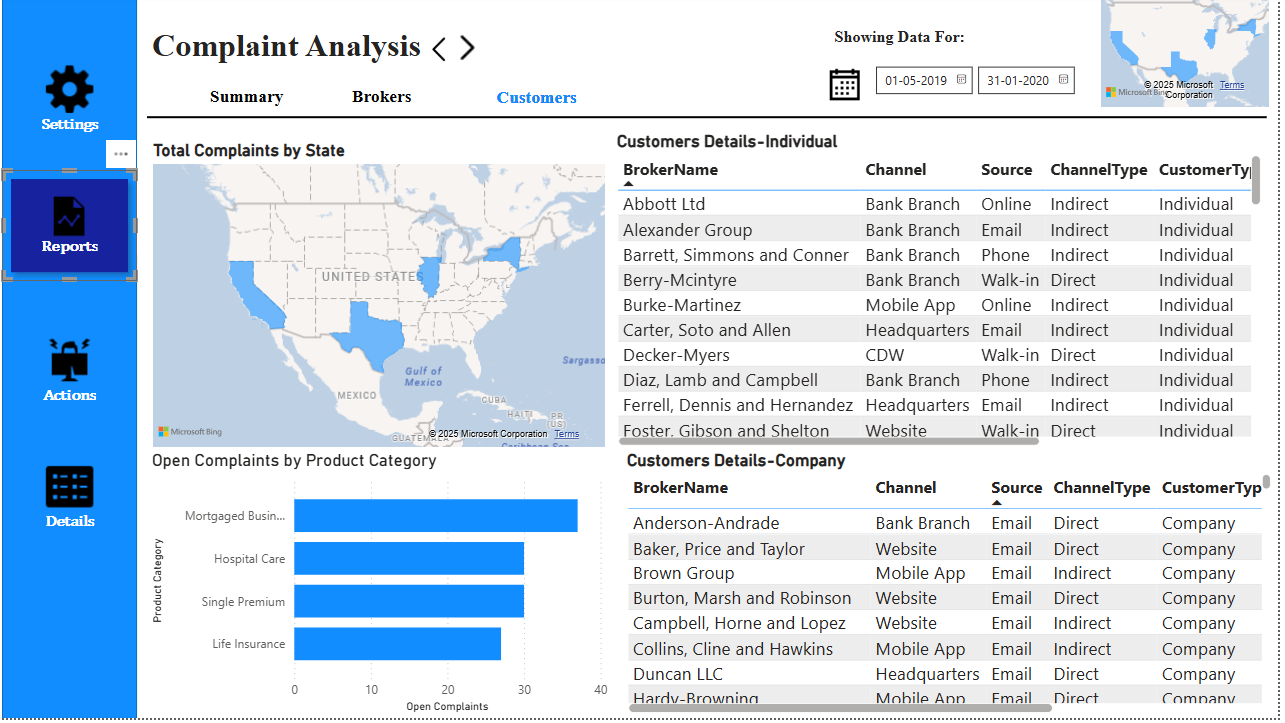 Complaint Analysis
Showing Data For:
01-05-2019
31-01-2020
Summary
Brokers
Customers
Microsoft Bing
© 2025 Microsoft Corporation
Terms
Settings
...
Reports
Actions
Details
Total Complaints by State
UNITED STATES
MEXICO
Gulf of Mexico
CUBA
HAITI
PR (US)
GUATEMALA
Sargasso
Caribbean Sea
Microsoft Bing
© 2025 Microsoft Corporation Terms
Customers Details-Individual
BrokerName Channel Source ChannelType CustomerTy
Abbott Ltd Bank Branch Online Indirect Individual
Alexander Group Bank Branch Email Indirect Individual
Barrett, Simmons and Conner Bank Branch Phone Indirect Individual
Berry-Mcintyre Bank Branch Walk-in Direct Individual
Burke-Martinez Mobile App Online Indirect Individual
Carter, Soto and Allen Headquarters Email Indirect Individual
Decker-Myers CDW Walk-in Direct Individual
Diaz, Lamb and Campbell Bank Branch Phone Indirect Individual
Ferrell, Dennis and Hernandez Headquarters Email Indirect Individual
Foster, Gibson and Shelton Website Walk-in Direct Individual
Open Complaints by Product Category
Product Category
Mortgaged Busin...
Hospital Care
Single Premium
Life Insurance
0 10 20 30 40
Open Complaints
Customers Details-Company
BrokerName Channel Source ChannelType CustomerTyp
Anderson-Andrade Bank Branch Email Direct Company
Baker, Price and Taylor Website Email Direct Company
Brown Group Mobile App Email Indirect Company
Burton, Marsh and Robinson Website Email Direct Company
Campbell, Horne and Lopez Website Email Indirect Company
Collins, Cline and Hawkins Mobile App Email Indirect Company
Duncan LLC Headquarters Email Direct Company
Hardy-Browning Mobile App Email Direct Company